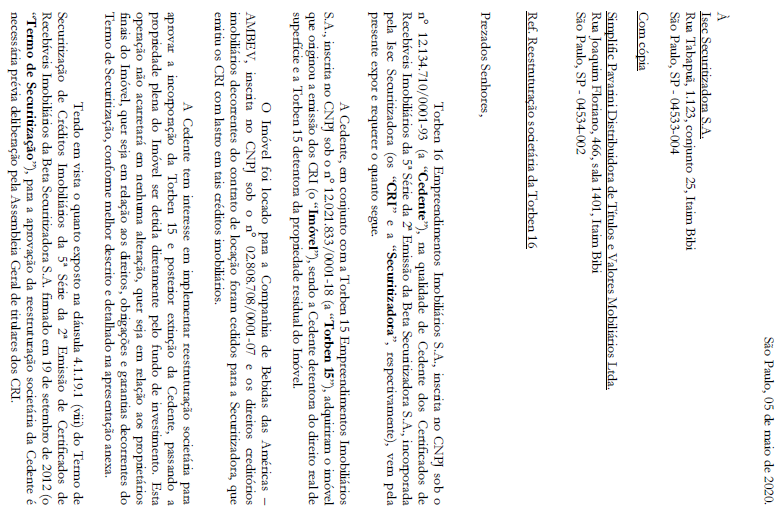 São Paulo, 05 de maio de 2020.
À
Isec Securitizadora S.A.
Rua Tabapuã, 1.123, conjunto 25, Itaim Bibi
São Paulo, SP - 04533-004
Com cópia
Simplific Pavarini Distribuidora de Títulos e Valores Mobiliários Ltda.
Rua Joaquim Floriano, 466, sala 1401, Itaim Bibi
São Paulo, SP - 04534-002
Ref. Reestruturação societária da Torben 16
Prezados Senhores,
Torben 16 Empreendimentos Imobiliários S.A., inscrita no CNPJ sob o
nº 12.134.710/0001-93 (a “Cedente”), na qualidade de Cedente dos Certificados de
Recebíveis Imobiliários da 5ª Série da 2ª Emissão da Beta Securitizadora S.A., incorporada
pela Isec Securitizadora (os “CRI” e a “Securitizadora”, respectivamente), vem pela
presente expor e requerer o quanto segue.
A Cedente, em conjunto com a Torben 15 Empreendimentos Imobiliários
S.A., inscrita no CNPJ sob o nº 12.021.833/0001-18 (a “Torben 15”), adquiriram o imóvel
que originou a emissão dos CRI (o “Imóvel”), sendo a Cedente detentora do direito real de
superfície e a Torben 15 detentora da propriedade residual do Imóvel.
O Imóvel foi locado para a Companhia de Bebidas das Américas –
AMBEV, inscrita no CNPJ sob o nº 02.808.708/0001-07 e os direitos creditórios
imobiliários decorrentes do contrato de locação foram cedidos para a Securitizadora, que
emitiu os CRI com lastro em tais créditos imobiliários.
A Cedente tem interesse em implementar reestruturação societária para
aprovar a incorporação da Torben 15 e posterior extinção da Cedente, passando a
propriedade plena do Imóvel ser detida diretamente pelo fundo de investimento. Esta
operação não acarretará em nenhuma alteração, quer seja em relação aos proprietários
finais do Imóvel, quer seja em relação aos direitos, obrigações e garantias decorrentes do
Termo de Securitização, conforme melhor descrito e detalhado na apresentação anexa.
Tendo em vista o quanto exposto na cláusula 4.1.19.1 (viii) do Termo de
Securitização de Créditos Imobiliários da 5ª Série da 2ª Emissão de Certificados de
Recebíveis Imobiliários da Beta Securitizadora S.A. firmado em 19 de setembro de 2012 (o
“Termo de Securitização”), para a aprovação da reestruturação societária da Cedente é
necessária prévia deliberação pela Assembleia Geral de titulares dos CRI.